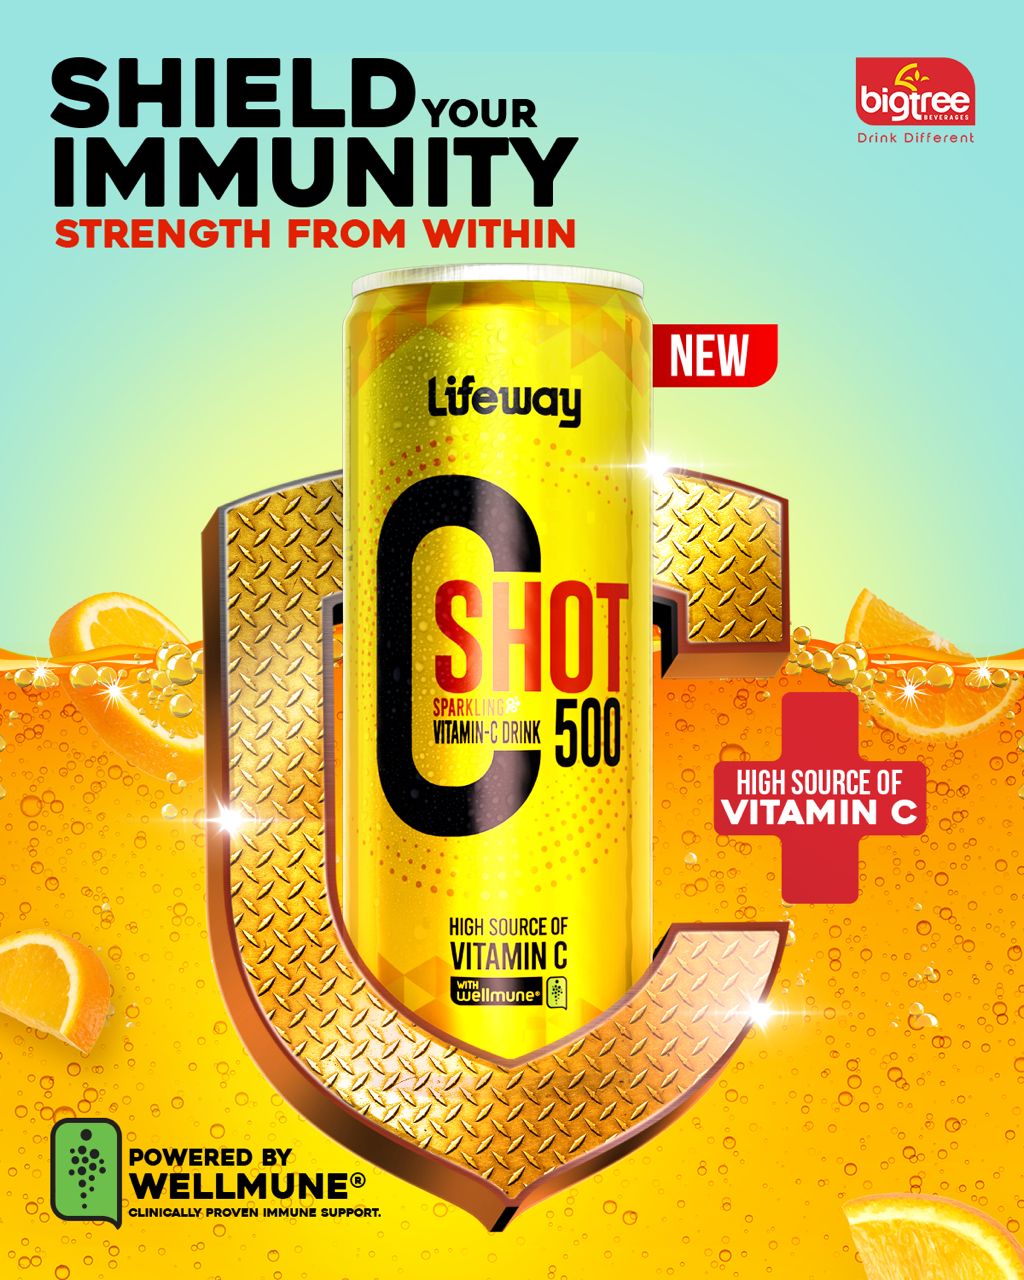 SHIELD YOUR
IMMUNITY
STRENGTH FROM WITHIN
bigtree
BEVERAGES
Drink Different
NEW
Lifeway
C
SHOT
SPARKLING
VITAMIN-C DRINK
500
HIGH SOURCE OF
VITAMIN C
HIGH SOURCE OF
VITAMIN C
WITH
wellmune®
POWERED BY
WELLMUNE®
CLINICALLY PROVEN IMMUNE SUPPORT.